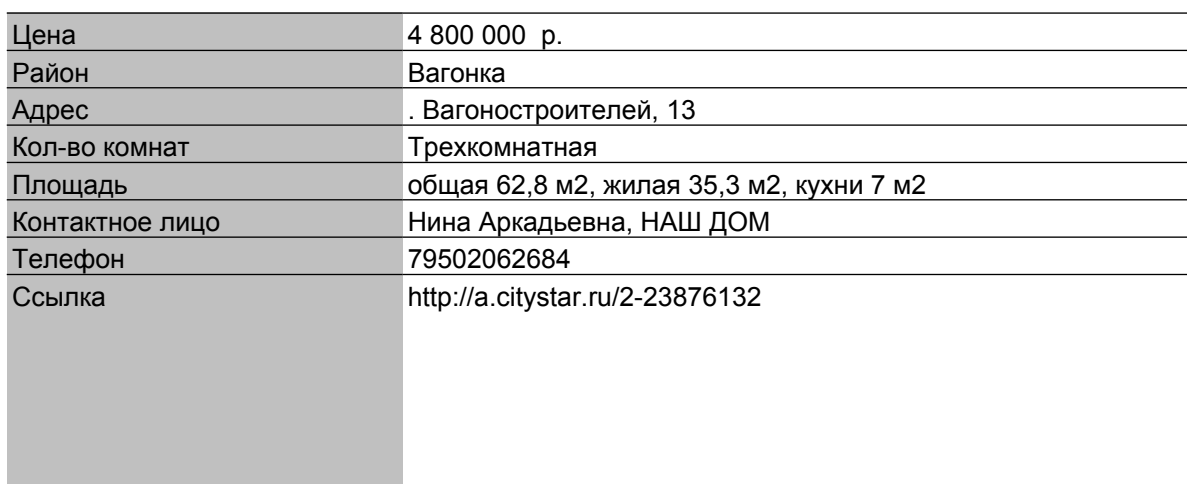 Цена 4 800 000 р.
Район Вагонка
Адрес . Вагоностроителей, 13
Кол-во комнат Трехкомнатная
Площадь общая 62,8 м2, жилая 35,3 м2, кухни 7 м2
Контактное лицо Нина Аркадьевна, НАШ ДОМ
Телефон 79502062684
Ссылка http://a.citystar.ru/2-23876132